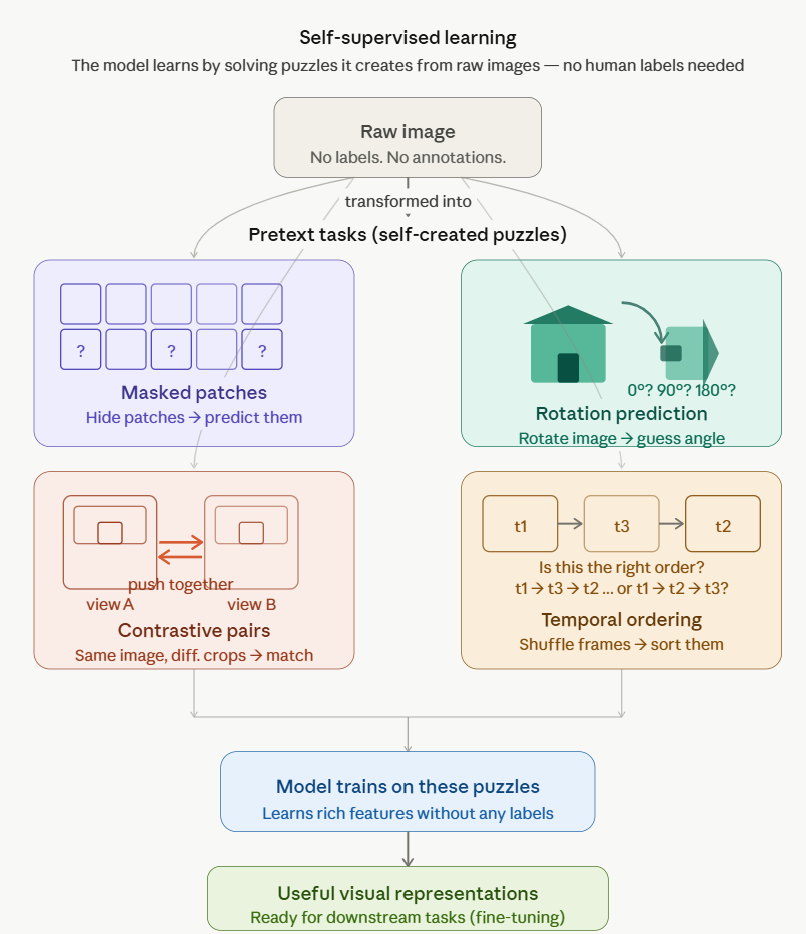 Self-supervised learning
The model learns by solving puzzles it creates from raw images — no human labels needed
Raw image
No labels. No annotations.
transformed into
Pretext tasks (self-created puzzles)
? ? ?
Masked patches
Hide patches → predict them
0°? 90°? 180°?
Rotation prediction
Rotate image → guess angle
push together
view A view B
Contrastive pairs
Same image, diff. crops → match
t1 t3 t2
Is this the right order?
t1 → t3 → t2 ... or t1 → t2 → t3?
Temporal ordering
Shuffle frames → sort them
Model trains on these puzzles
Learns rich features without any labels
Useful visual representations
Ready for downstream tasks (fine-tuning)